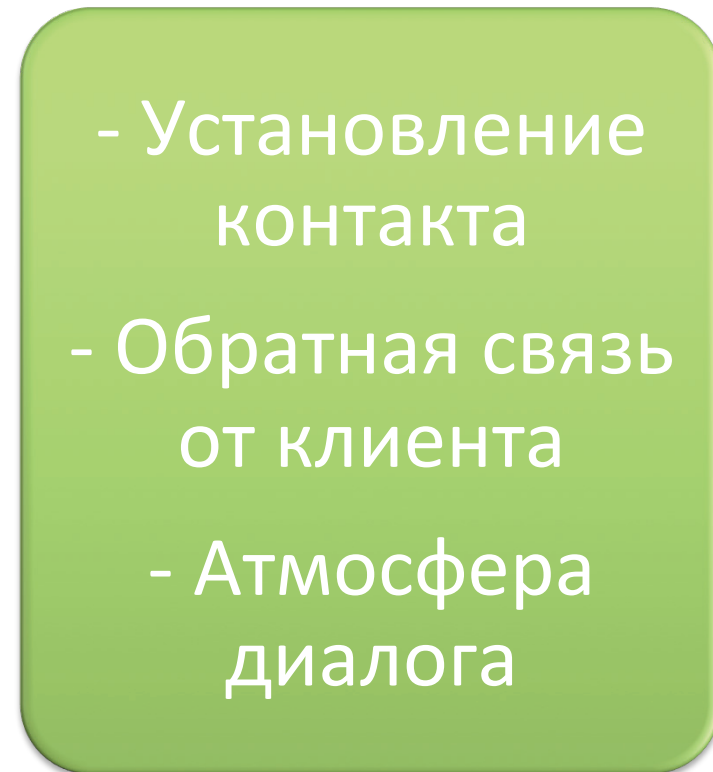 - Установление
контакта
- Обратная связь
от клиента
- Атмосфера
диалога